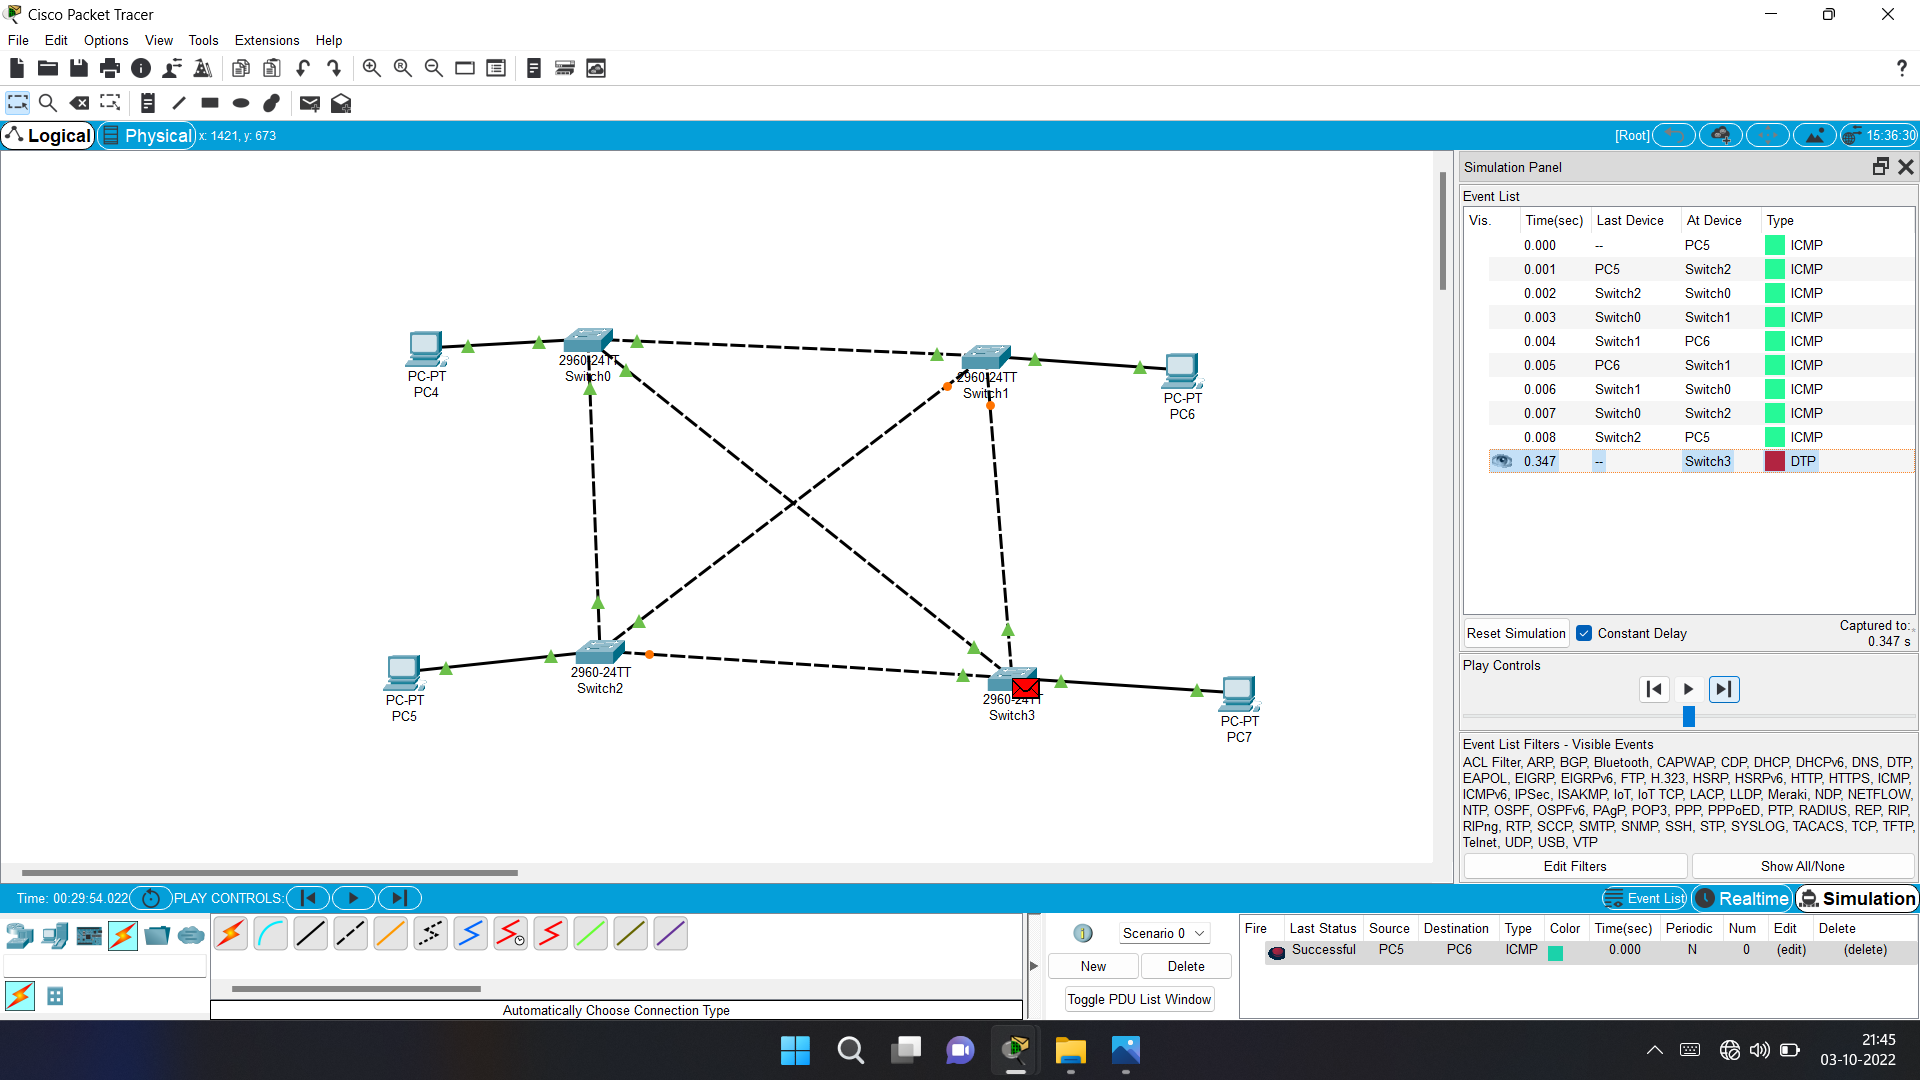 Cisco Packet Tracer
File Edit Options View Tools Extensions Help
Logical Physical x: 1421, y: 673 [Root] 15:36:30
Simulation Panel
Event List
Vis. Time(sec) Last Device At Device Type
0.000 -- PC5 ICMP
0.001 PC5 Switch2 ICMP
0.002 Switch2 Switch0 ICMP
0.003 Switch0 Switch1 ICMP
0.004 Switch1 PC6 ICMP
0.005 PC6 Switch1 ICMP
0.006 Switch1 Switch0 ICMP
0.007 Switch0 Switch2 ICMP
0.008 Switch2 PC5 ICMP
0.347 -- Switch3 DTP
PC-PT
PC4
2960-24TT
Switch0
2960-24TT
Switch1
PC-PT
PC6
PC-PT
PC5
2960-24TT
Switch2
2960-24TT
Switch3
PC-PT
PC7
Reset Simulation Constant Delay Captured to:
0.347 s
Play Controls
Event List Filters - Visible Events
ACL Filter, ARP, BGP, Bluetooth, CAPWAP, CDP, DHCP, DHCPv6, DNS, DTP,
EAPOL, EIGRP, EIGRPv6, FTP, H.323, HSRP, HSRPv6, HTTP, HTTPS, ICMP,
ICMPv6, IPSec, ISAKMP, IoT, IoT TCP, LACP, LLDP, Meraki, NDP, NETFLOW,
NTP, OSPF, OSPFv6, PAgP, POP3, PPP, PPPoED, PTP, RADIUS, REP, RIP,
RIPng, RTP, SCCP, SMTP, SNMP, SSH, STP, SYSLOG, TACACS, TCP, TFTP,
Telnet, UDP, USB, VTP
Edit Filters Show All/None
Time: 00:29:54.022 PLAY CONTROLS: Event List Realtime Simulation
Scenario 0
New Delete
Toggle PDU List Window
Fire Last Status Source Destination Type Color Time(sec) Periodic Num Edit Delete
Successful PC5 PC6 ICMP 0.000 N 0 (edit) (delete)
Automatically Choose Connection Type
21:45
03-10-2022